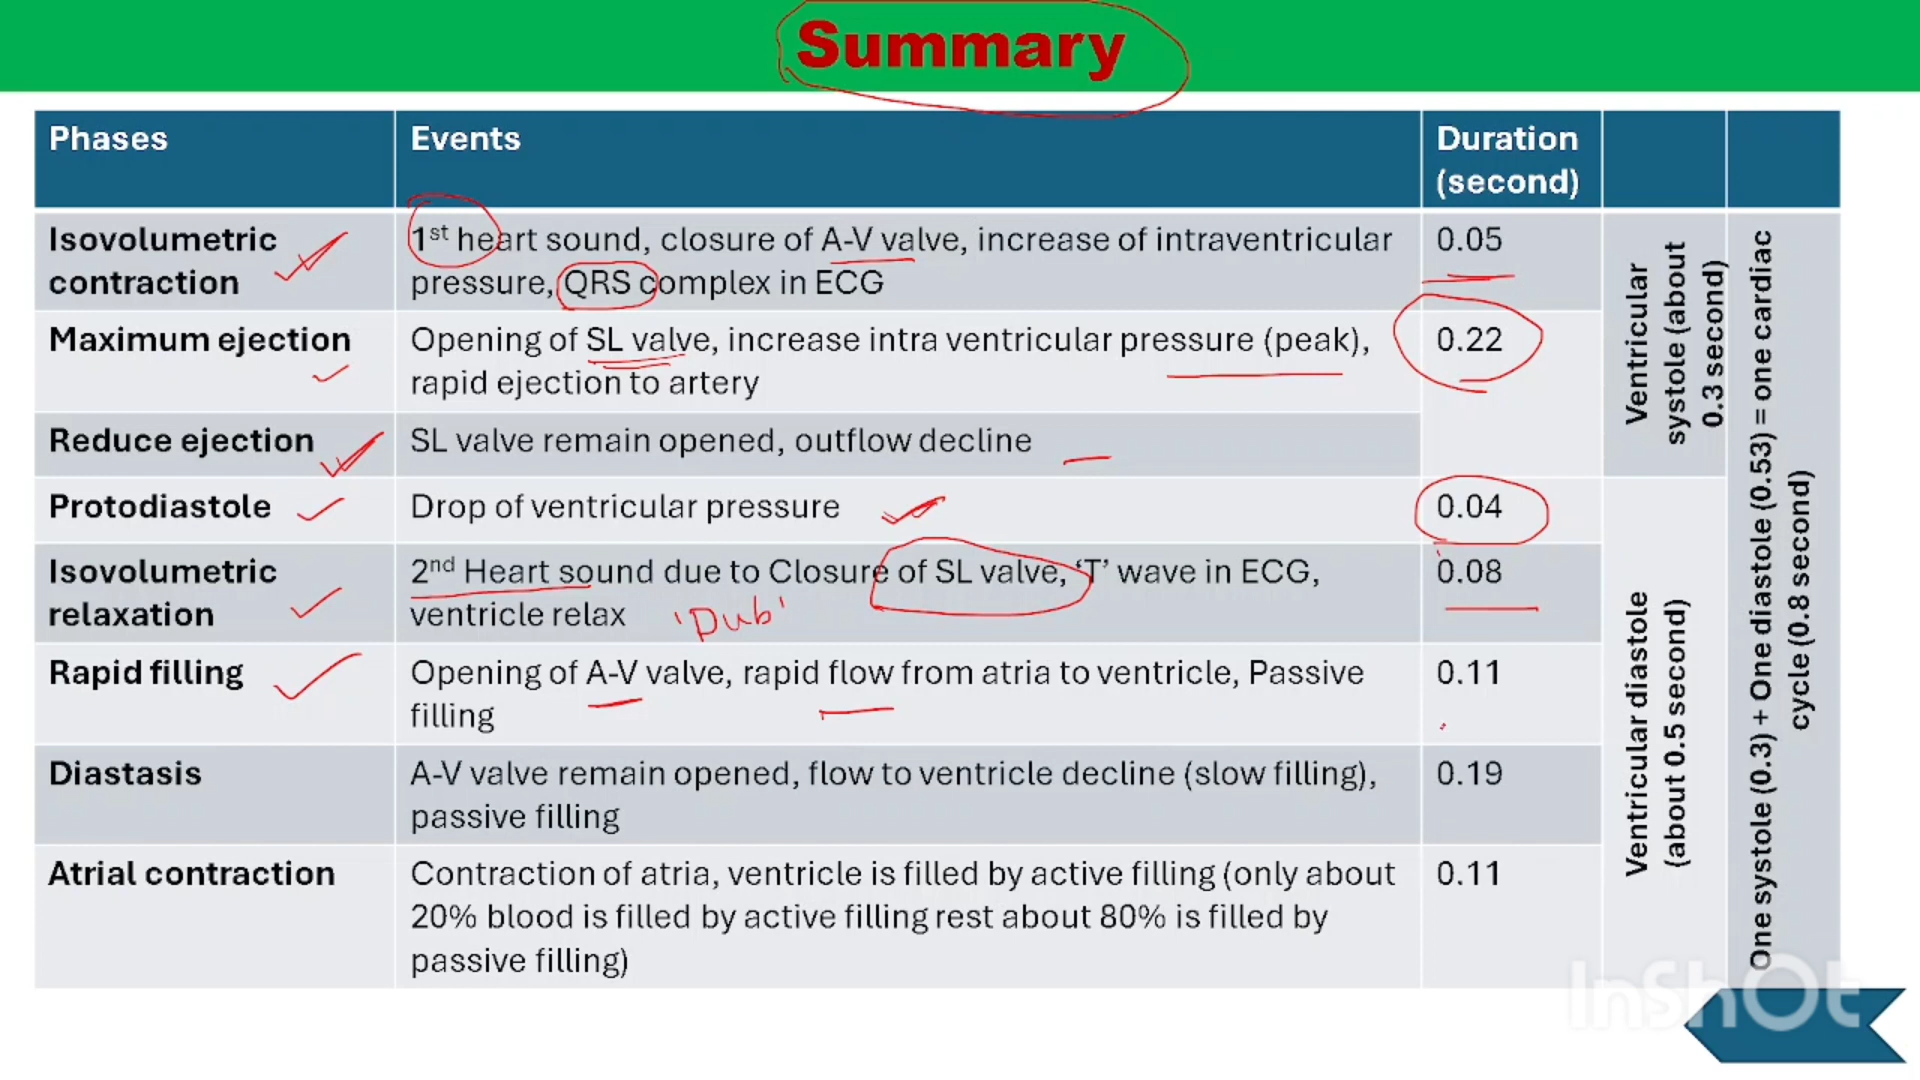 Summary
Phases
Events
Duration
(second)
Isovolumetric
contraction
1st heart sound, closure of A-V valve, increase of intraventricular
pressure, QRS complex in ECG
0.05
Maximum ejection
Opening of SL valve, increase intra ventricular pressure (peak),
rapid ejection to artery
0.22
Reduce ejection
SL valve remain opened, outflow decline
Protodiastole
Drop of ventricular pressure
0.04
Isovolumetric
relaxation
2nd Heart sound due to Closure of SL valve, ‘T’ wave in ECG,
ventricle relax
'Dub'
0.08
Rapid filling
Opening of A-V valve, rapid flow from atria to ventricle, Passive
filling
0.11
Diastasis
A-V valve remain opened, flow to ventricle decline (slow filling),
passive filling
0.19
Atrial contraction
Contraction of atria, ventricle is filled by active filling (only about
20% blood is filled by active filling rest about 80% is filled by
passive filling)
0.11
Ventricular
systole (about
0.3 second)
Ventricular diastole
(about 0.5 second)
One systole (0.3) + One diastole (0.53) = one cardiac
cycle (0.8 second)
InShOt